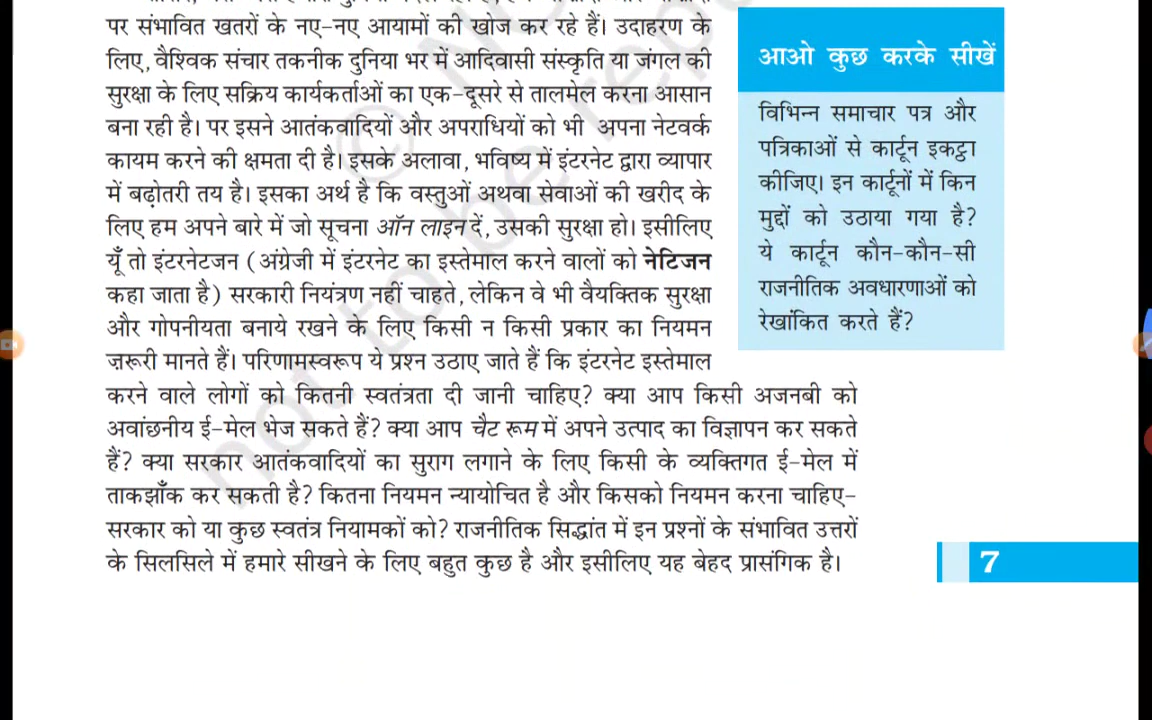 पर संभावित खतरों के नए-नए आयामों की खोज कर रहे हैं। उदाहरण के
लिए, वैश्विक संचार तकनीक दुनिया भर में आदिवासी संस्कृति या जंगल की
सुरक्षा के लिए सक्रिय कार्यकर्ताओं का एक-दूसरे से तालमेल करना आसान
बना रही है। पर इसने आतंकवादियों और अपराधियों को भी अपना नेटवर्क
कायम करने की क्षमता दी है। इसके अलावा, भविष्य में इंटरनेट द्वारा व्यापार
में बढ़ोतरी तय है। इसका अर्थ है कि वस्तुओं अथवा सेवाओं की खरीद के
लिए हम अपने बारे में जो सूचना ऑन लाइन दें, उसकी सुरक्षा हो। इसीलिए
यूँ तो इंटरनेटजन (अंग्रेजी में इंटरनेट का इस्तेमाल करने वालों को नेटिजन
कहा जाता है) सरकारी नियंत्रण नहीं चाहते, लेकिन वे भी वैयक्तिक सुरक्षा
और गोपनीयता बनाये रखने के लिए किसी न किसी प्रकार का नियमन
ज़रूरी मानते हैं। परिणामस्वरूप ये प्रश्न उठाए जाते हैं कि इंटरनेट इस्तेमाल
करने वाले लोगों को कितनी स्वतंत्रता दी जानी चाहिए? क्या आप किसी अजनबी को
अवांछनीय ई-मेल भेज सकते हैं? क्या आप चैट रूम में अपने उत्पाद का विज्ञापन कर सकते
हैं? क्या सरकार आतंकवादियों का सुराग लगाने के लिए किसी के व्यक्तिगत ई-मेल में
ताकझाँक कर सकती है? कितना नियमन न्यायोचित है और किसको नियमन करना चाहिए-
सरकार को या कुछ स्वतंत्र नियामकों को? राजनीतिक सिद्धांत में इन प्रश्नों के संभावित उत्तरों
के सिलसिले में हमारे सीखने के लिए बहुत कुछ है और इसीलिए यह बेहद प्रासंगिक है।
आओ कुछ करके सीखें
विभिन्न समाचार पत्र और
पत्रिकाओं से कार्टून इकट्ठा
कीजिए। इन कार्टूनों में किन
मुद्दों को उठाया गया है?
ये कार्टून कौन-कौन-सी
राजनीतिक अवधारणाओं को
रेखांकित करते हैं?
7
not to be repu